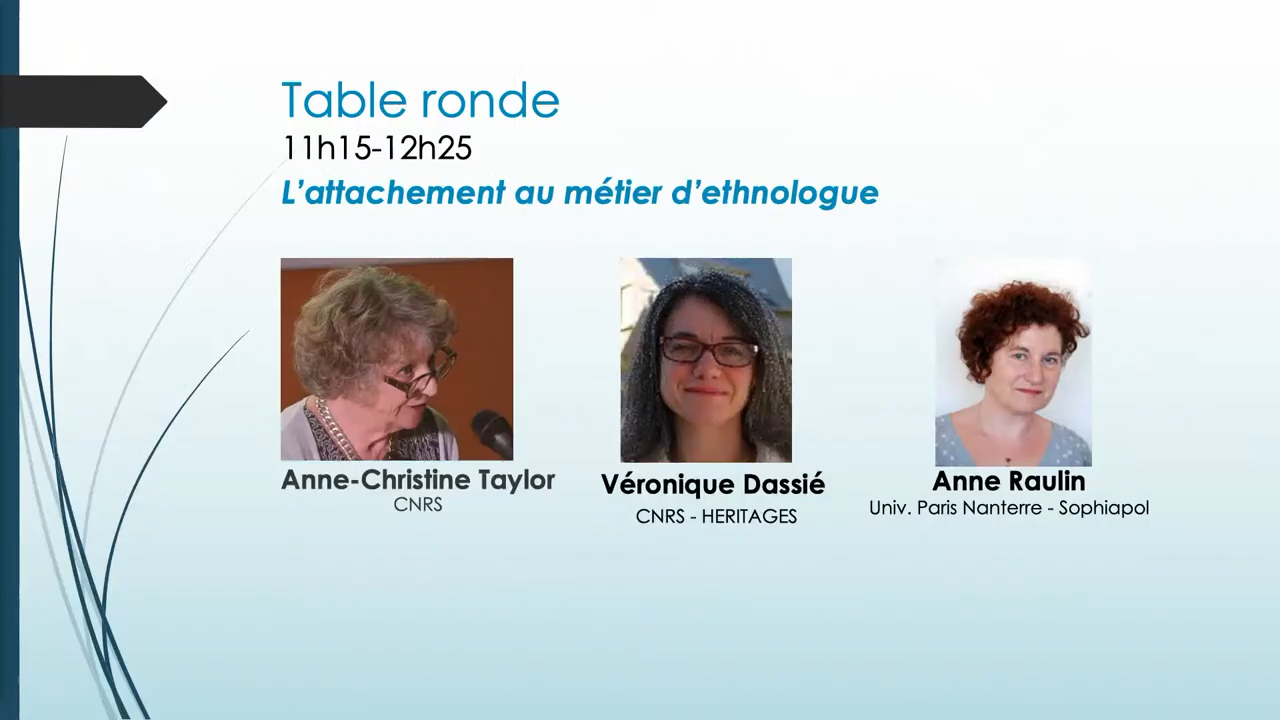 Table ronde
11h15-12h25
L'attachement au métier d'ethnologue
Anne-Christine Taylor
CNRS
Véronique Dassié
CNRS - HERITAGES
Anne Raulin
Univ. Paris Nanterre - Sophiapol